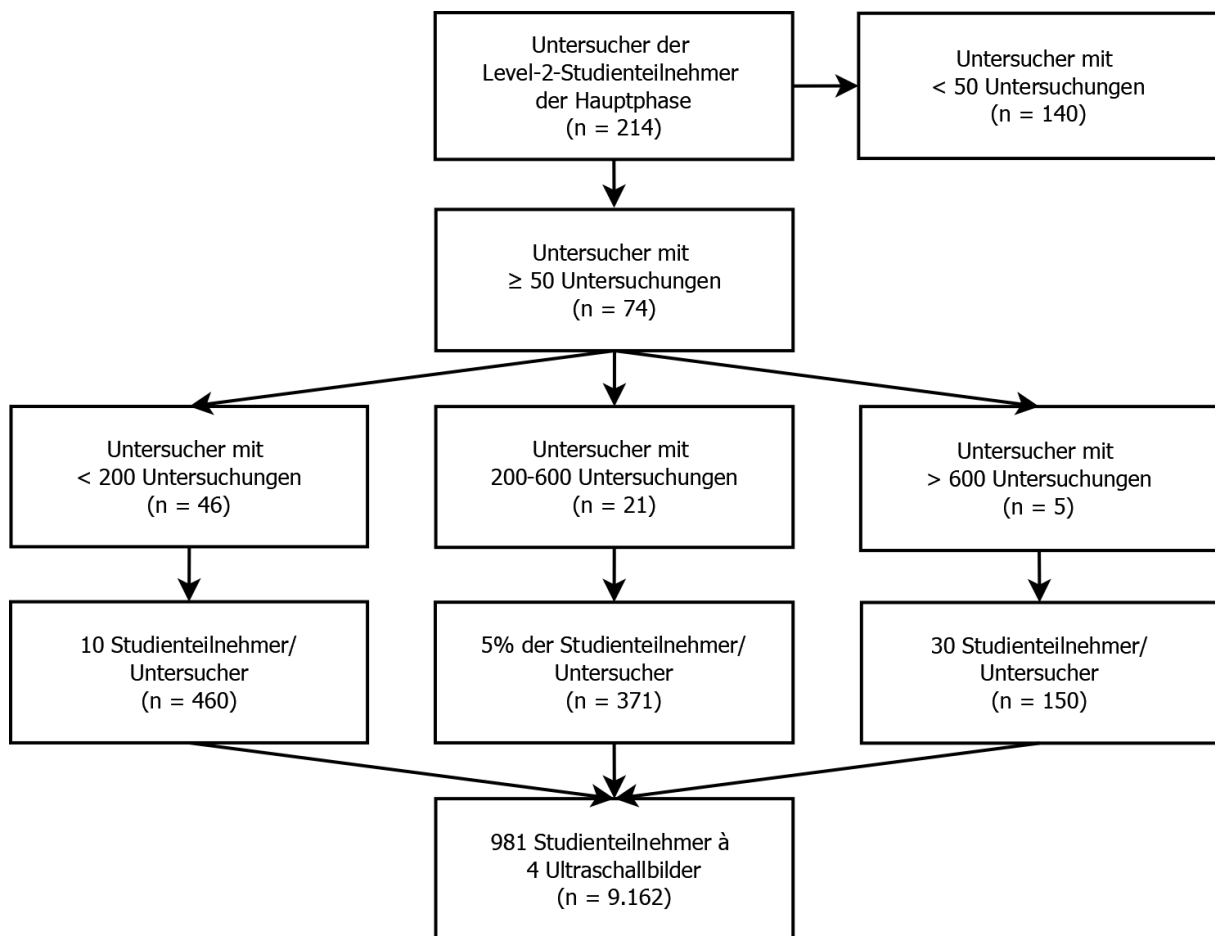 Untersucher der
Level-2-Studienteilnehmer
der Hauptphase
(n = 214)
Untersucher mit
< 50 Untersuchungen
(n = 140)
Untersucher mit
≥ 50 Untersuchungen
(n = 74)
Untersucher mit
< 200 Untersuchungen
(n = 46)
Untersucher mit
200-600 Untersuchungen
(n = 21)
Untersucher mit
> 600 Untersuchungen
(n = 5)
10 Studienteilnehmer/
Untersucher
(n = 460)
5% der Studienteilnehmer/
Untersucher
(n = 371)
30 Studienteilnehmer/
Untersucher
(n = 150)
981 Studienteilnehmer à
4 Ultraschallbilder
(n = 9.162)